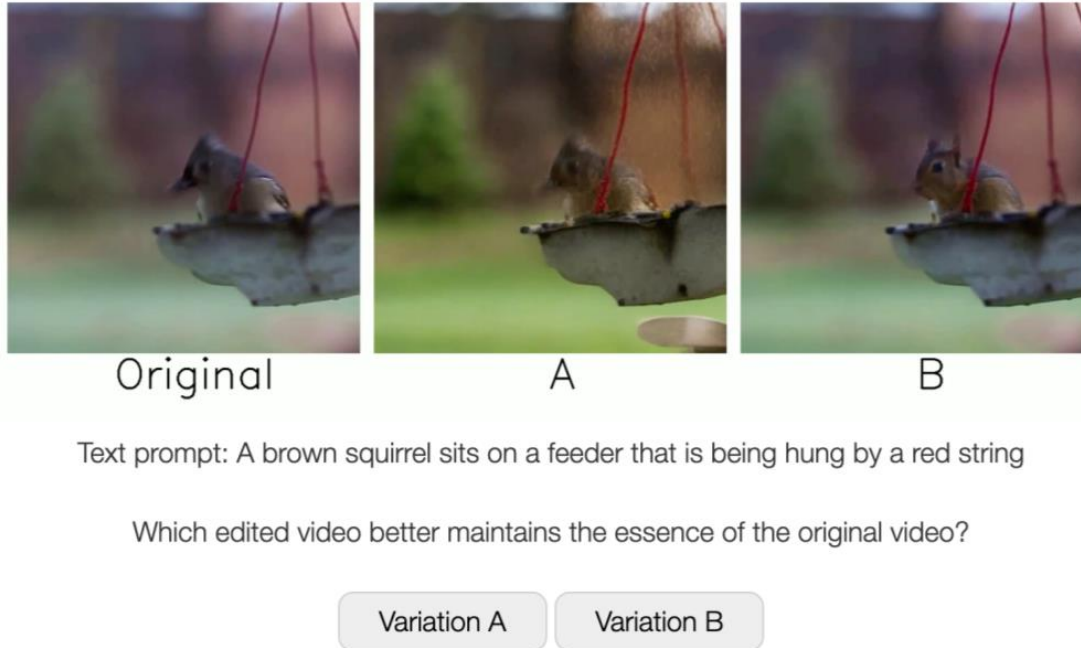 Original A B
Text prompt: A brown squirrel sits on a feeder that is being hung by a red string
Which edited video better maintains the essence of the original video?
Variation A Variation B